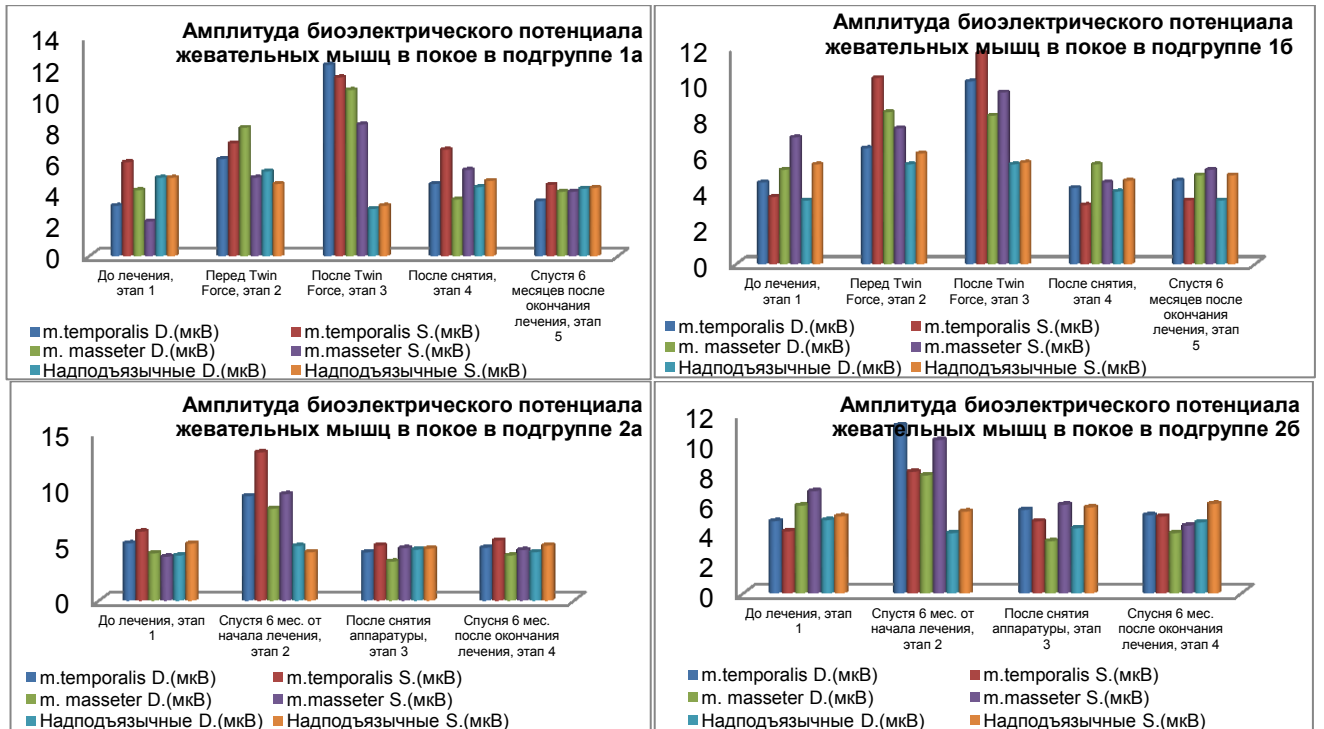 Амплитуда биоэлектрического потенциала
жевательных мышц в покое в подгруппе 1а
14
12
10
8
6
4
2
0
До лечения,
этап 1
Перед Twin
Force, этап 2
После Twin
Force, этап 3
После снятия,
этап 4
Спустя 6
месяцев после
окончания
лечения, этап
5
m.temporalis D.(мкВ)
m.temporalis S.(мкВ)
m. masseter D.(мкВ)
m.masseter S.(мкВ)
Надподъязычные D.(мкВ)
Надподъязычные S.(мкВ)
Амплитуда биоэлектрического потенциала
жевательных мышц в покое в подгруппе 1б
12
10
8
6
4
2
0
До лечения,
этап 1
Перед Twin
Force, этап 2
После Twin
Force, этап 3
После снятия,
этап 4
Спустя 6
месяцев после
окончания
лечения, этап
5
m.temporalis D.(мкВ)
m.temporalis S.(мкВ)
m. masseter D.(мкВ)
m.masseter S.(мкВ)
Надподъязычные D.(мкВ)
Надподъязычные S.(мкВ)
Амплитуда биоэлектрического потенциала
жевательных мышц в покое в подгруппе 2а
15
10
5
0
До лечения, этап
1
Спустя 6 мес. от
начала лечения,
этап 2
После снятия
аппаратуры, этап
3
Спусня 6 мес.
после окончания
лечения, этап 4
m.temporalis D.(мкВ)
m.temporalis S.(мкВ)
m. masseter D.(мкВ)
m.masseter S.(мкВ)
Надподъязычные D.(мкВ)
Надподъязычные S.(мкВ)
Амплитуда биоэлектрического потенциала
жевательных мышц в покое в подгруппе 2б
12
10
8
6
4
2
0
До лечения, этап
1
Спустя 6 мес. от
начала лечения,
этап 2
После снятия
аппаратуры, этап
3
Спусня 6 мес.
после окончания
лечения, этап 4
m.temporalis D.(мкВ)
m.temporalis S.(мкВ)
m. masseter D.(мкВ)
m.masseter S.(мкВ)
Надподъязычные D.(мкВ)
Надподъязычные S.(мкВ)